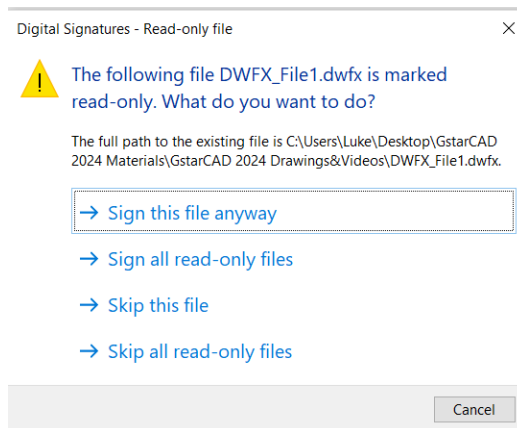 Digital Signatures - Read-only file
The following file DWFX_File1.dwfx is marked
read-only. What do you want to do?
The full path to the existing file is C:\Users\Luke\Desktop\GstarCAD
2024 Materials\GstarCAD 2024 Drawings&Videos\DWFX_File1.dwfx.
→ Sign this file anyway
→ Sign all read-only files
→ Skip this file
→ Skip all read-only files
Cancel